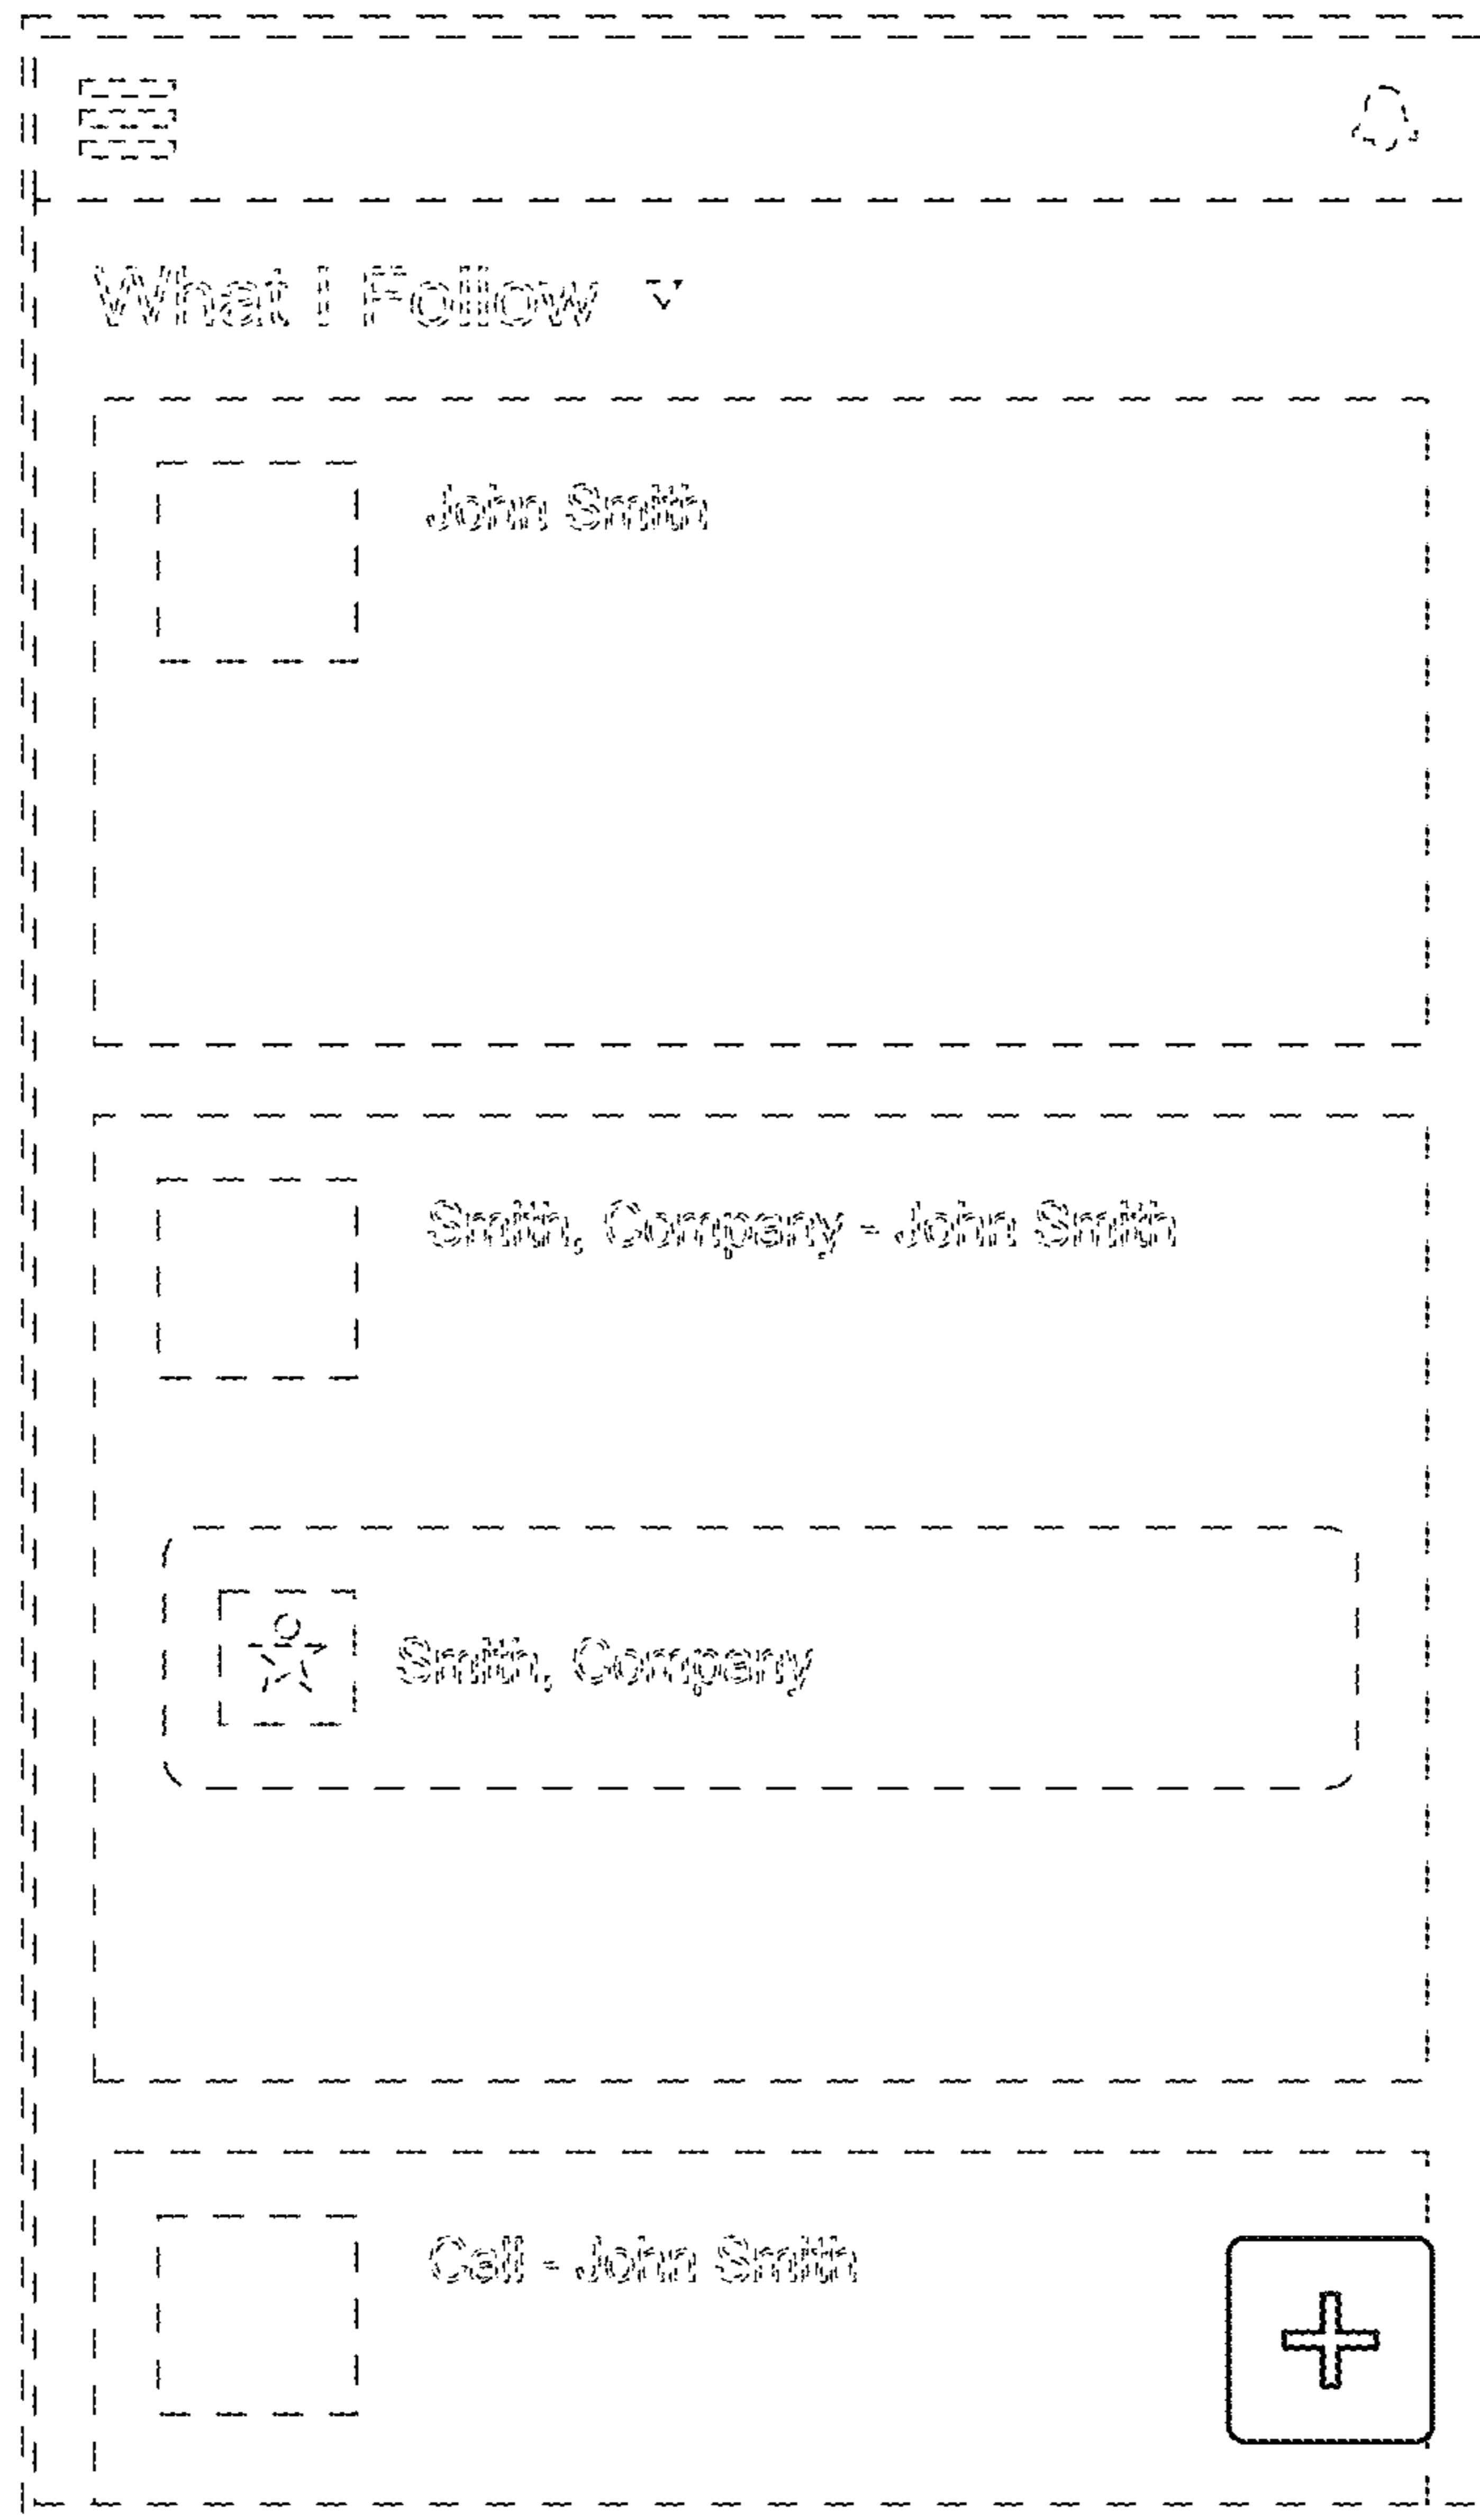 What I Follow
John Smith
Smith, Company - John Smith
Smith, Company
Call - John Smith